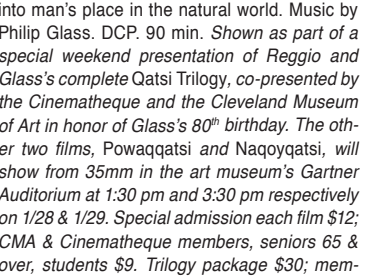 into man's place in the natural world. Music by
Philip Glass. DCP. 90 min. Shown as part of a
special weekend presentation of Reggio and
Glass's complete Qatsi Trilogy, co-presented by
the Cinematheque and the Cleveland Museum
of Art in honor of Glass's 80th birthday. The oth-
er two films, Powaqqatsi and Naqoyqatsi, will
show from 35mm in the art museum's Gartner
Auditorium at 1:30 pm and 3:30 pm respectively
on 1/28 & 1/29. Special admission each film $12;
CMA & Cinematheque members, seniors 65 &
over, students $9. Trilogy package $30; mem-